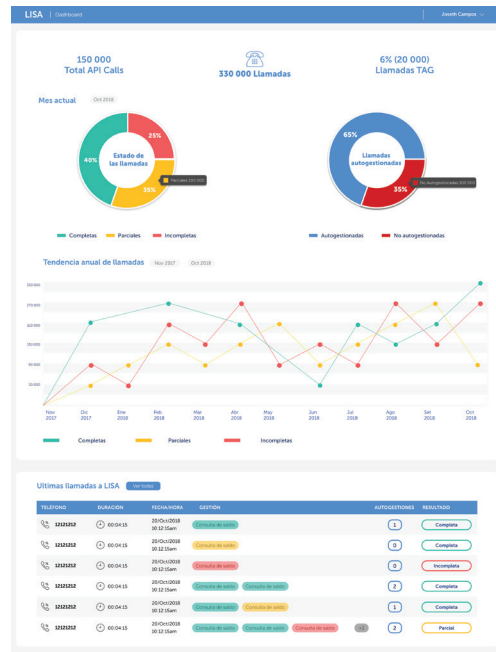 LISA | Dashboard
Joseth Campos
150 000
Total API Calls
330 000 Llamadas
6% (20 000)
Llamadas TAG
Mes actual Oct 2018
25%
40%
35%
Estado de
las llamadas
65%
35%
Llamadas
autogestionadas
Completas Parciales Incompletas
Autogestionadas No autogestionadas
Tendencia anual de llamadas Nov 2017 Oct 2018
Nov 2017
Dic 2017
Ene 2018
Feb 2018
Mar 2018
Abr 2018
May 2018
Jun 2018
Jul 2018
Ago 2018
Set 2018
Oct 2018
Completas Parciales Incompletas
Ultimas llamadas a LISA Ver todas
TELÉFONO DURACIÓN FECHA/HORA GESTIÓN AUTOGESTIONES RESULTADO
12121212 00:04:15 20/Oct/2018 10:12:15am Consulta de saldo 1 Completa
12121212 00:04:15 20/Oct/2018 10:12:15am Consulta de saldo 0 Completa
12121212 00:04:15 20/Oct/2018 10:12:15am Consulta de saldo 0 Incompleta
12121212 00:04:15 20/Oct/2018 10:12:15am Consulta de saldo Consulta de saldo 2 Completa
12121212 00:04:15 20/Oct/2018 10:12:15am Consulta de saldo Consulta de saldo 1 Completa
12121212 00:04:15 20/Oct/2018 10:12:15am Consulta de saldo Consulta de saldo Consulta de saldo +2 2 Parcial